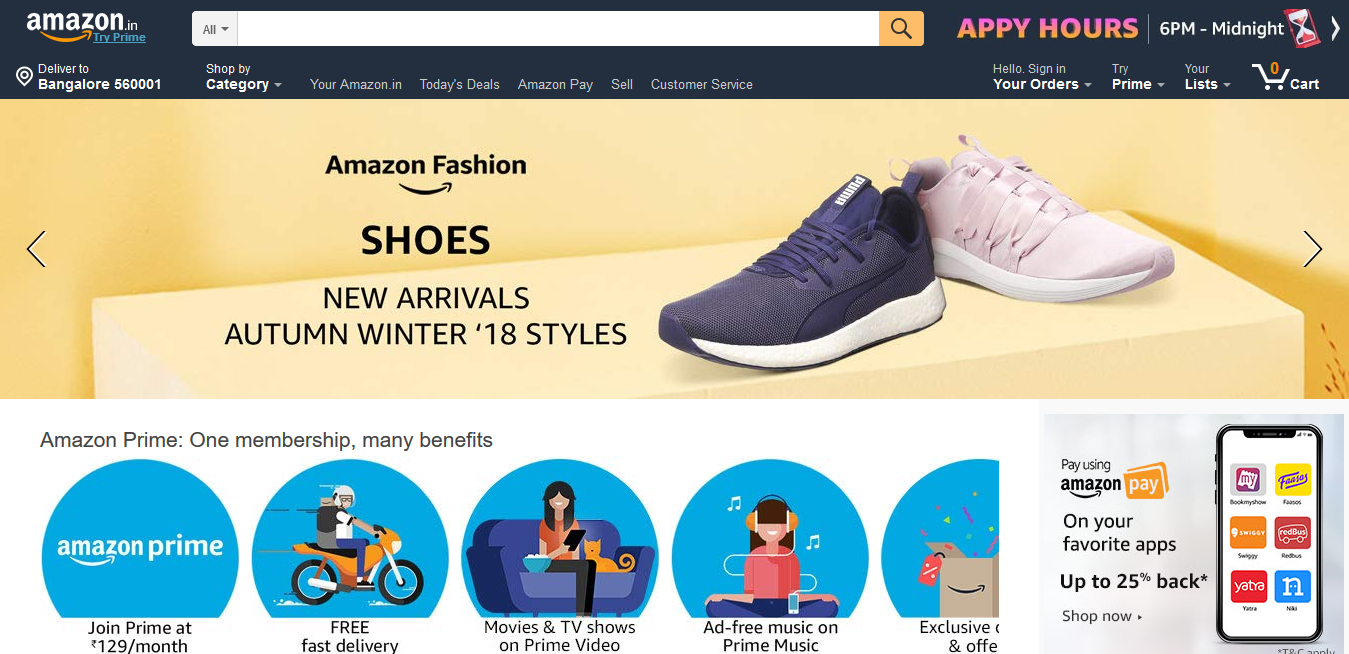 amazon.in
Try Prime
All
APPY HOURS
6PM - Midnight
Deliver to
Bangalore 560001
Shop by
Category
Your Amazon.in
Today's Deals
Amazon Pay
Sell
Customer Service
Hello. Sign in
Your Orders
Try
Prime
Your
Lists
0
Cart
Amazon Fashion
SHOES
NEW ARRIVALS
AUTUMN WINTER ‘18 STYLES
PUMA
Amazon Prime: One membership, many benefits
amazon prime
Join Prime at
₹129/month
FREE
fast delivery
Movies & TV shows
on Prime Video
Ad-free music on
Prime Music
Exclusive
& offe
%
Pay using
amazon pay
On your
favorite apps
Up to 25% back*
Shop now
my
Bookmyshow
Faasos
Faasos
SWIGGY
Swiggy
redBus
Redbus
yatra
Yatra
n
Niki
*T&C apply